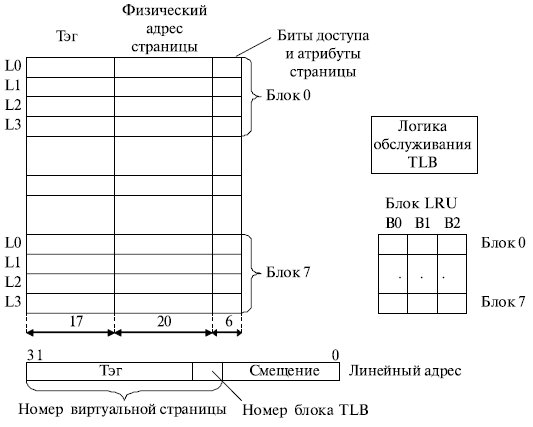 Тэг
Физический
адрес
страницы
Биты доступа
и атрибуты
страницы
L0
L1
L2
L3
Блок 0
Логика
обслуживания
TLB
Блок LRU
B0 B1 B2
L0
L1
L2
L3
Блок 7
Блок 0
. . .
Блок 7
17 20 6
31 0
Тэг Смещение Линейный адрес
Номер виртуальной страницы Номер блока TLB